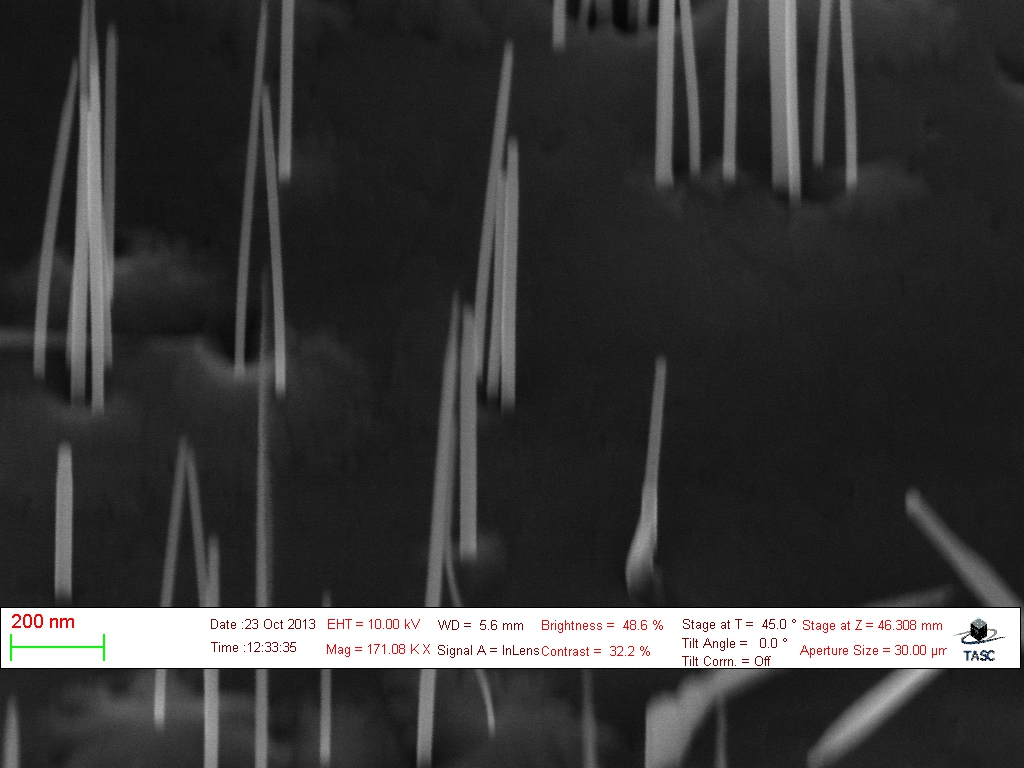 200 nm
Date :23 Oct 2013 EHT = 10.00 kV WD = 5.6 mm Brightness = 48.6 % Stage at T = 45.0 ° Stage at Z = 46.308 mm
Tilt Angle = 0.0 °
Time :12:33:35 Mag = 171.08 K X Signal A = InLens Contrast = 32.2 % Aperture Size = 30.00 µm
Tilt Corrn. = Off
TASC